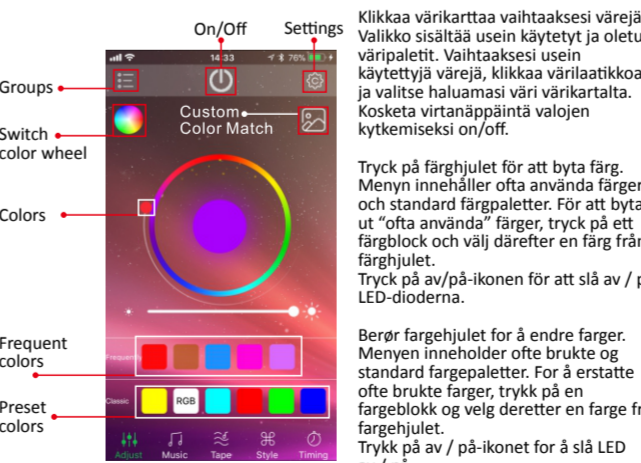 On/Off
Settings
14:33
76%
Groups
Custom
Color Match
Switch
color wheel
Colors
Frequent
colors
Frequently
Preset
colors
Classic
RGB
Adjust
Music
Tape
Style
Timing
Klikkaa värikarttaa vaihtaaksesi värejä
Valikko sisältää usein käytetyt ja
väripaletit. Vaihtaaksesi usein
käytettyjä värejä, klikkaa värilaatikkoa
ja valitse haluamasi väri värikartalta.
Kosketa virtanäppäintä valojen
kytkemiseksi on/off.
Tryck på färghjulet för att byta färg.
Menyn innehåller ofta använda färger
och standard färgpaletter. För att byta
ut “ofta använda” färger, tryck på ett
färgblock och välj därefter en färg från
färghjulet.
Tryck på av/på-ikonen för att slå av /
LED-dioderna.
Berør fargehjulet for å endre farger.
Menyen inneholder ofte brukte og
standard fargepaletter. For å erstatte
ofte brukte farger, trykk på en
fargeblokk og velg deretter en farge
fargehjulet.
Trykk på av / på-ikonet for å slå LED